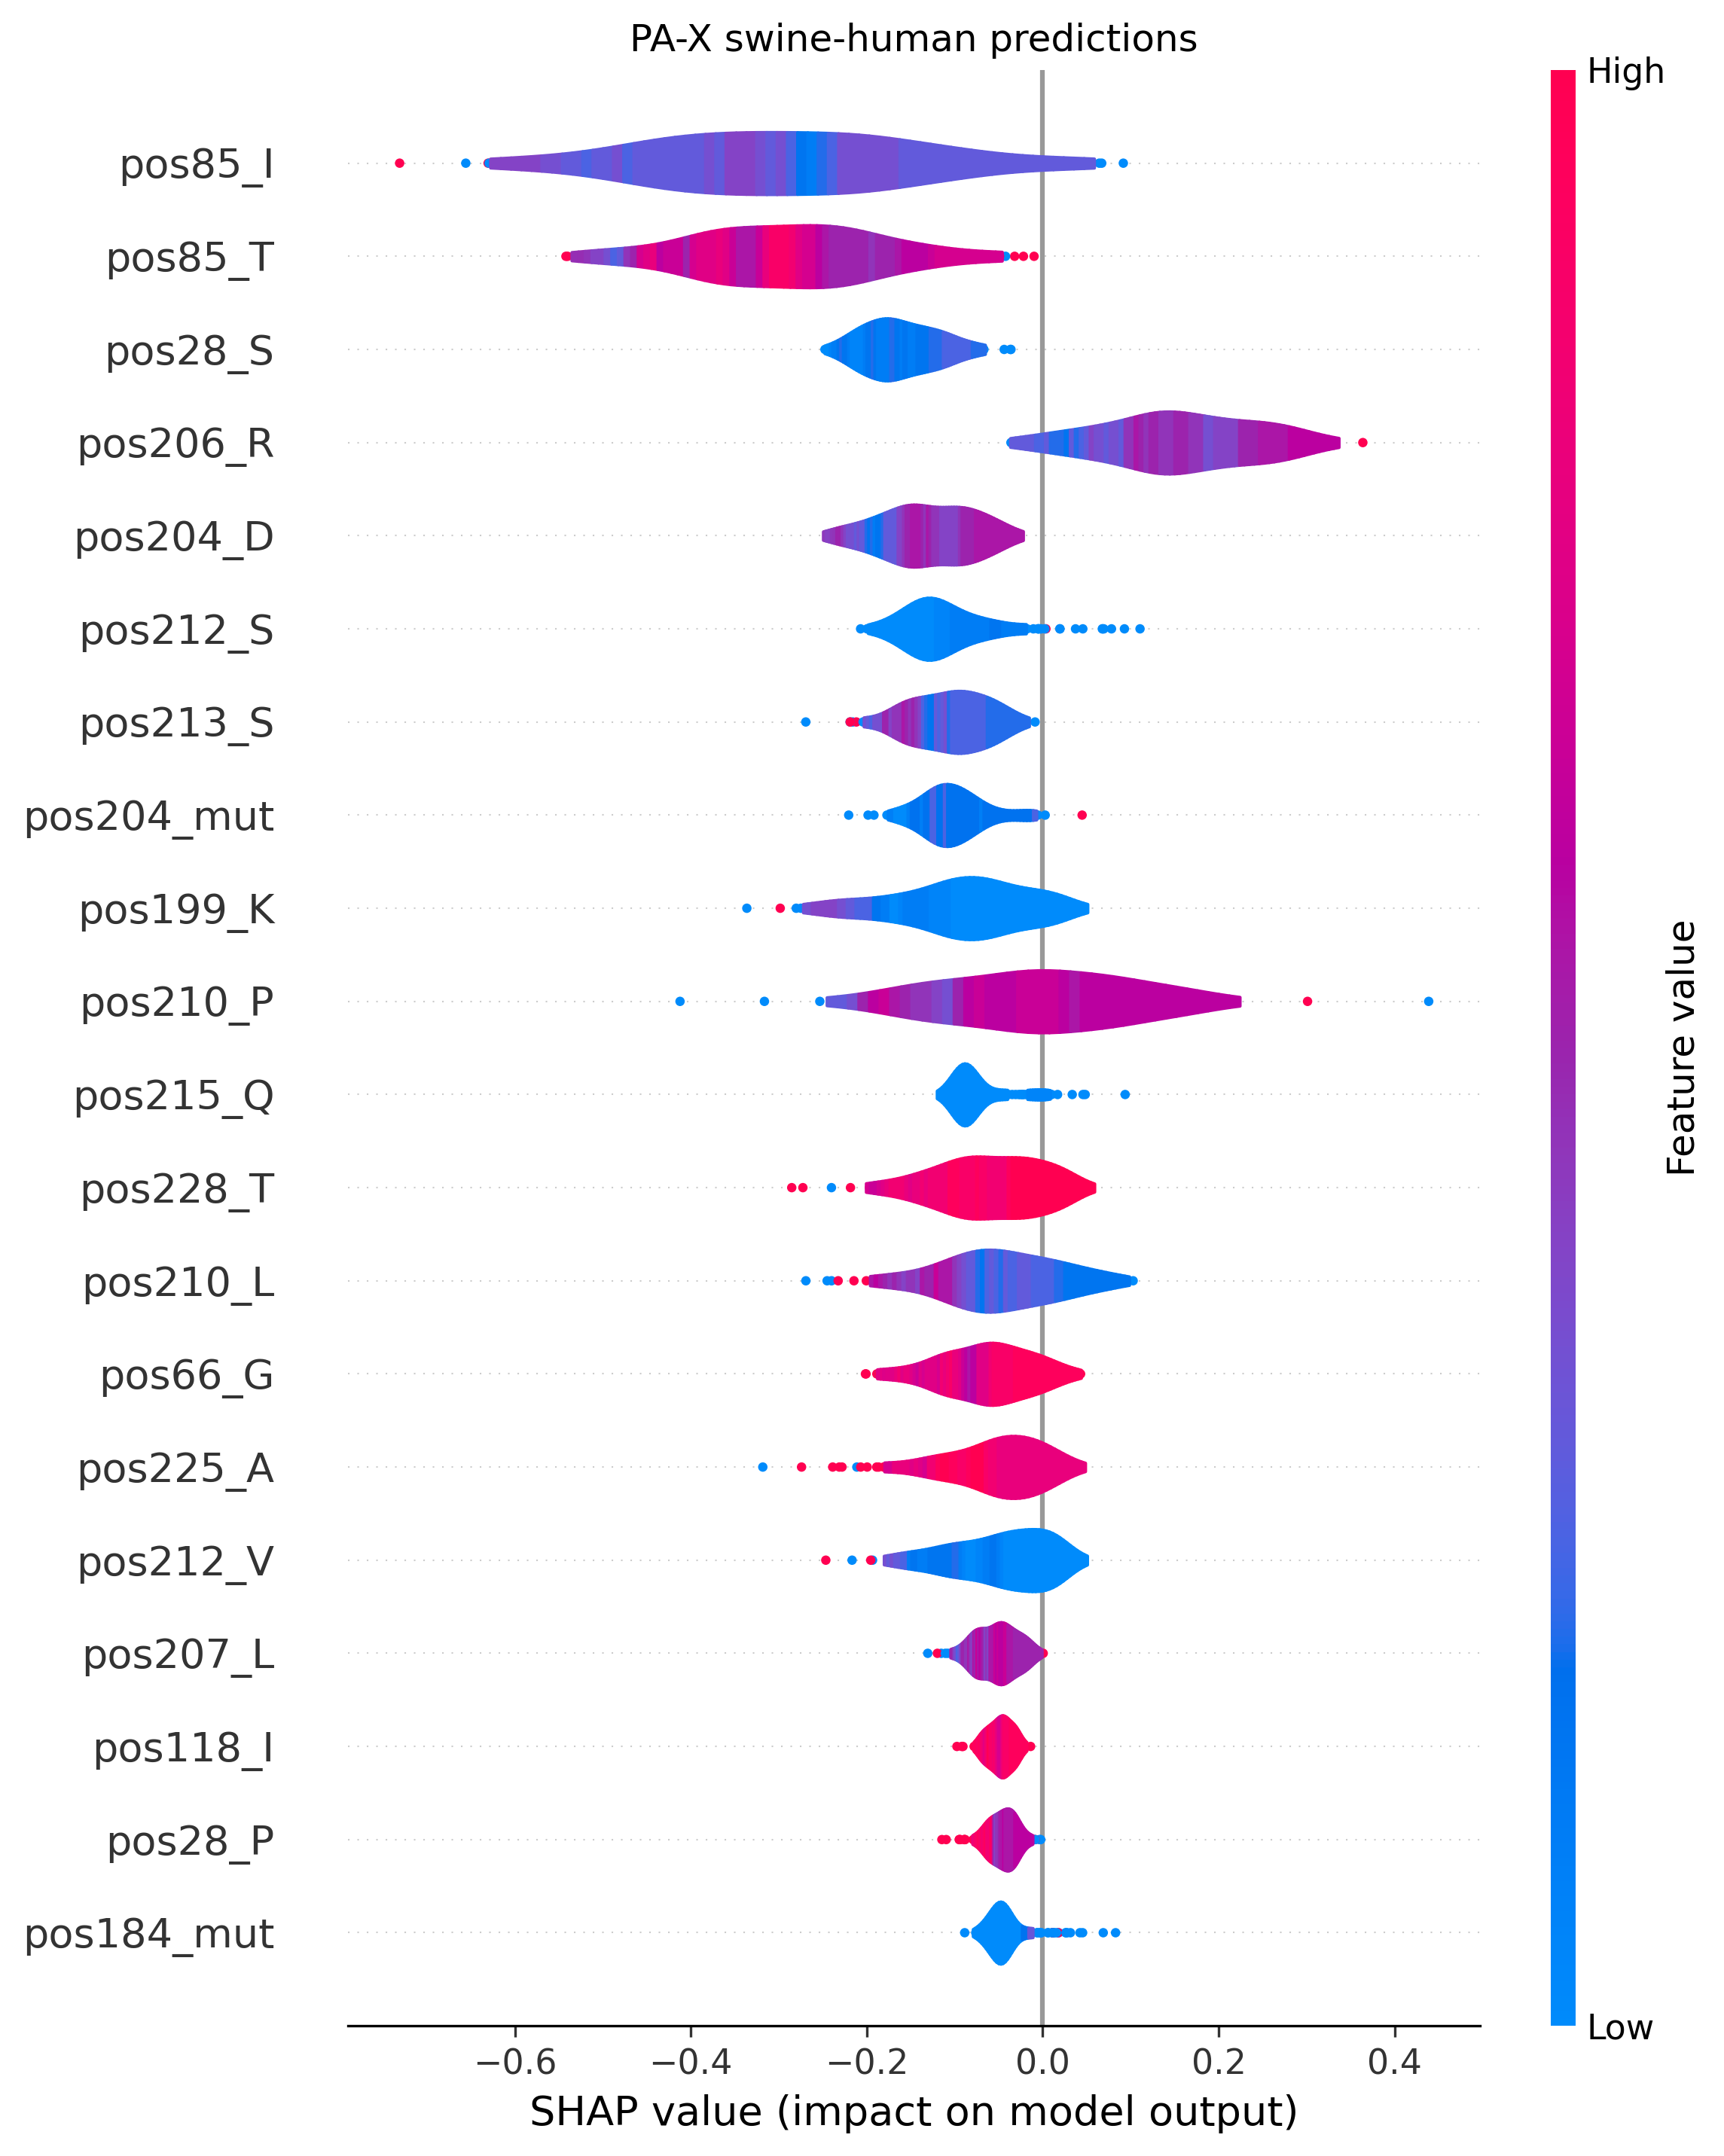 PA-X swine-human predictions
High
pos85_I
pos85_T
pos28_S
pos206_R
pos204_D
pos212_S
pos213_S
pos204_mut
pos199_K
pos210_P
pos215_Q
pos228_T
pos210_L
pos66_G
pos225_A
pos212_V
pos207_L
pos118_I
pos28_P
pos184_mut
Feature value
Low
−0.6 −0.4 −0.2 0.0 0.2 0.4
SHAP value (impact on model output)